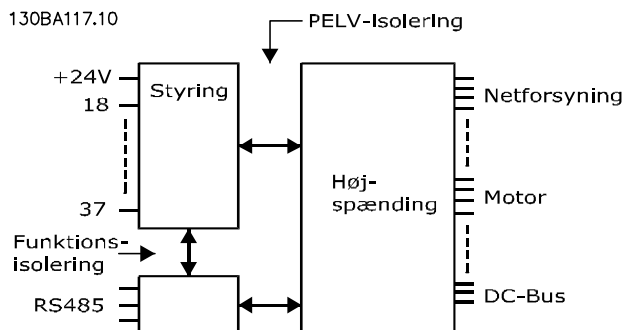 130BA117.10
PELV-isolering
+24V
Styring
18
Netforsyning
Høj-
spænding
Motor
37
Funktions-
isolering
RS485
DC-Bus